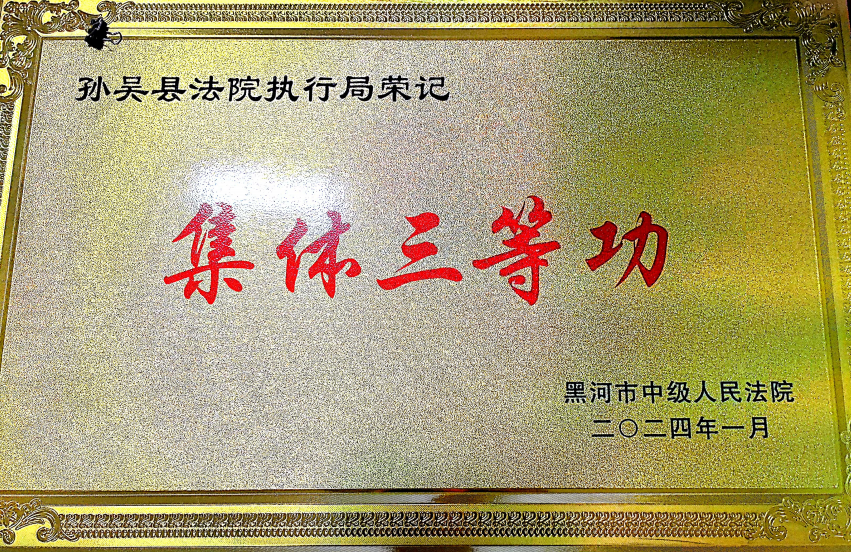 孙吴县法院执行局荣记
集体三等功
黑河市中级人民法院
二〇二四年一月